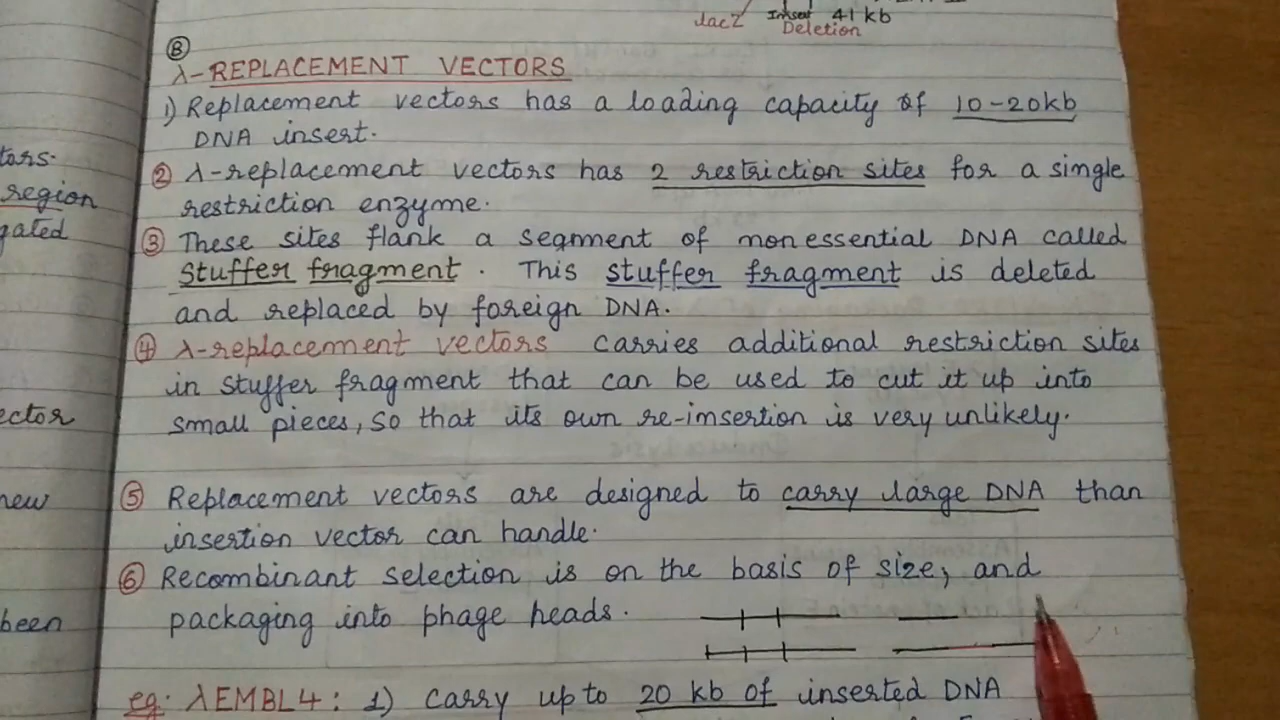 lacZ Insert 41 kb
Deletion
B
λ-REPLACEMENT VECTORS
1) Replacement vectors has a loading capacity of 10-20kb
DNA insert.
tors.
② λ-replacement vectors has 2 restriction sites for a single
region
restriction enzyme.
gated
③ These sites flank a segment of nonessential DNA called
stuffer fragment. This stuffer fragment is deleted
and replaced by foreign DNA.
④ λ-replacement vectors carries additional restriction sites
in stuffer fragment that can be used to cut it up into
ector
small pieces, so that its own re-insertion is very unlikely.
new
⑤ Replacement vectors are designed to carry large DNA than
insertion vector can handle.
⑥ Recombinant selection is on the basis of size, and
been
packaging into phage heads.
eg. λEMBL4: 1) Carry up to 20 kb of inserted DNA